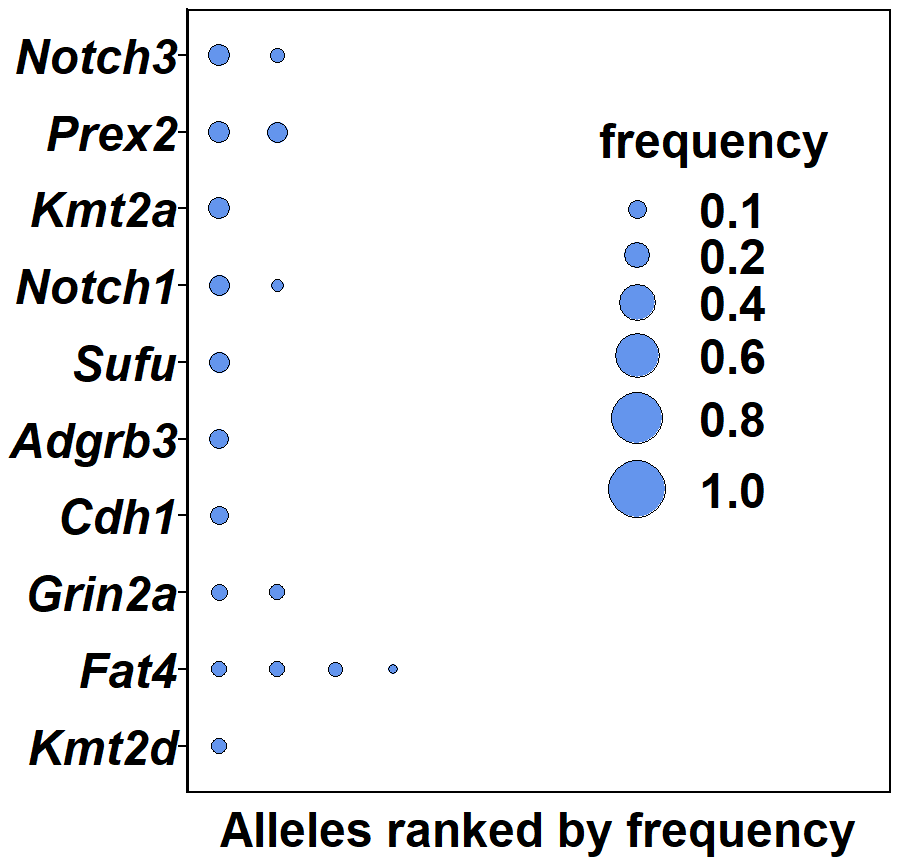 Notch3
Prex2
Kmt2a
Notch1
Sufu
Adgrb3
Cdh1
Grin2a
Fat4
Kmt2d
frequency
0.1
0.2
0.4
0.6
0.8
1.0
Alleles ranked by frequency